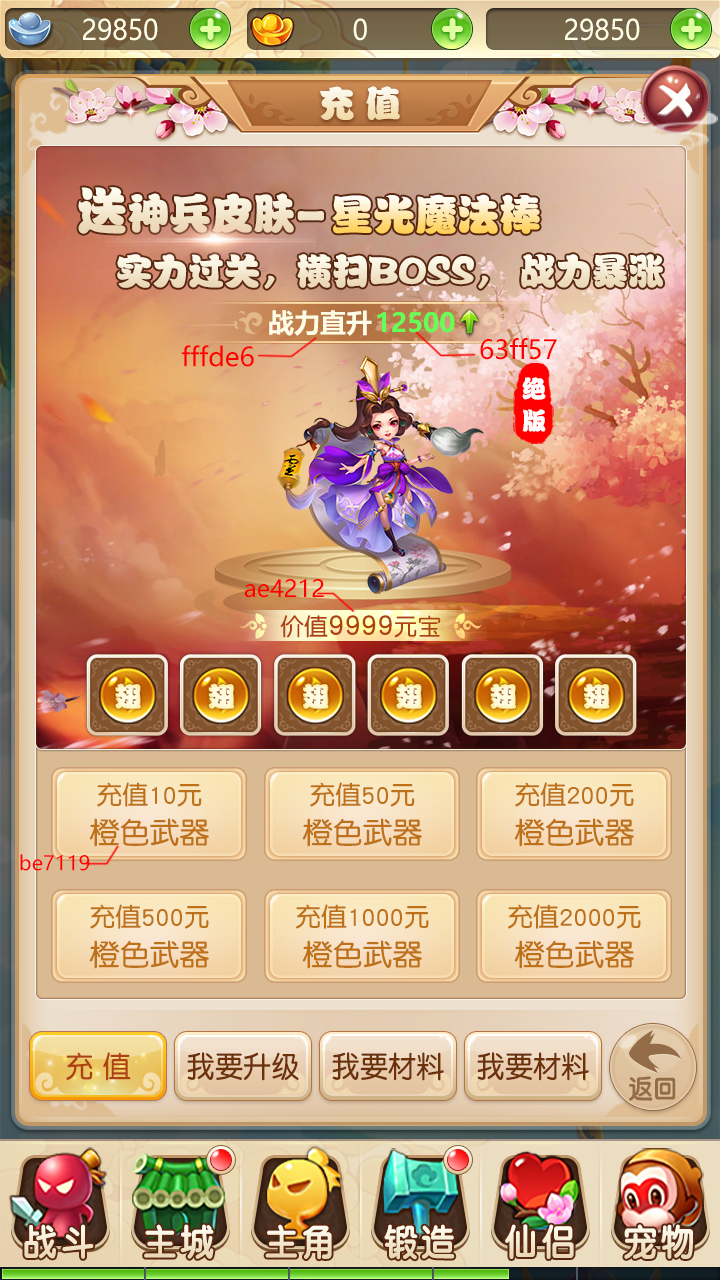 29850
0
29850
充值
送神兵皮肤-星光魔法棒
实力过关，横扫BOSS，战力暴涨
战力直升12500
fffde6
63ff57
绝版
ae4212
价值9999元宝
翅
翅
翅
翅
翅
翅
充值10元
橙色武器
充值50元
橙色武器
充值200元
橙色武器
be7119
充值500元
橙色武器
充值1000元
橙色武器
充值2000元
橙色武器
充值
我要升级
我要材料
我要材料
返回
战斗
主城
主角
锻造
仙侣
宠物